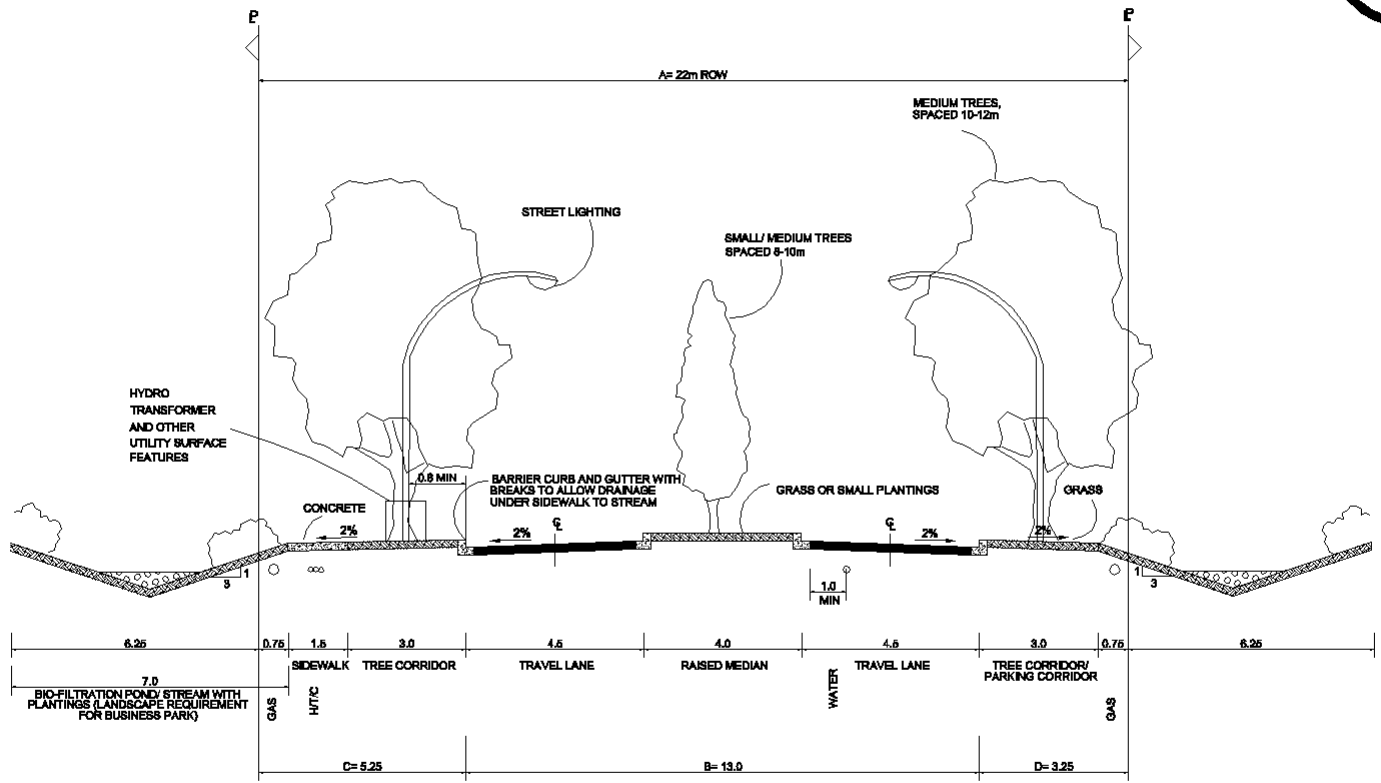 P P
A= 22m ROW
MEDIUM TREES,
SPACED 10-12m
STREET LIGHTING
SMALL/ MEDIUM TREES
SPACED 8-10m
HYDRO
TRANSFORMER
AND OTHER
UTILITY SURFACE
FEATURES
0.8 MIN
BARRIER CURB AND GUTTER WITH
BREAKS TO ALLOW DRAINAGE
UNDER SIDEWALK TO STREAM
GRASS OR SMALL PLANTINGS
GRASS
CONCRETE
2% 2% CL CL 2% 2%
1 3
1 3
1.0
MIN
6.25 0.75 1.5 3.0 4.5 4.0 4.5 3.0 0.75 6.25
SIDEWALK TREE CORRIDOR TRAVEL LANE RAISED MEDIAN TRAVEL LANE TREE CORRIDOR/
PARKING CORRIDOR
7.0
BIO-FILTRATION POND/ STREAM WITH
PLANTINGS (LANDSCAPE REQUIREMENT
FOR BUSINESS PARK)
GAS
H/T/C
WATER
GAS
C= 5.25 B= 13.0 D= 3.25